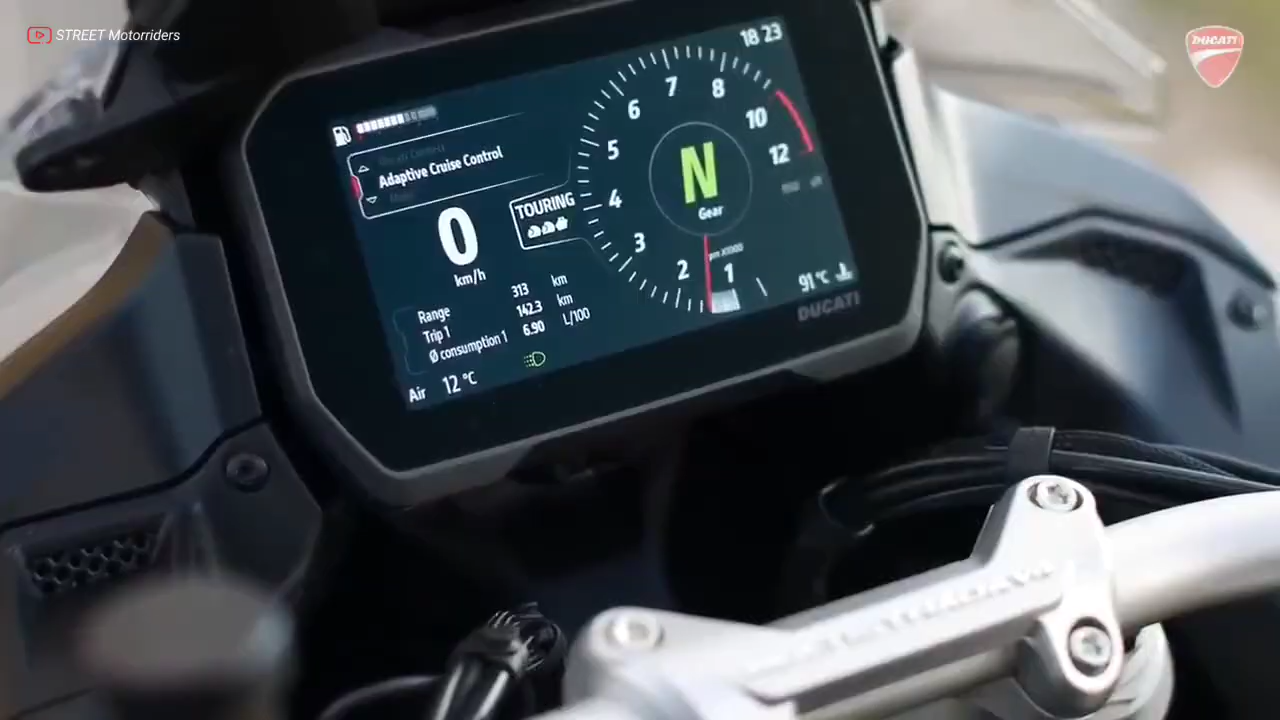 STREET Motorriders
DUCATI
18 23
Adaptive Cruise Control
0
km/h
TOURING
Range 313 km
Trip 1 142.3 km
Ø consumption 1 6.90 L/100
Air 12 °C
1
2
3
4
5
6
7
8
10
12
N
Gear
91 °C
DUCATI